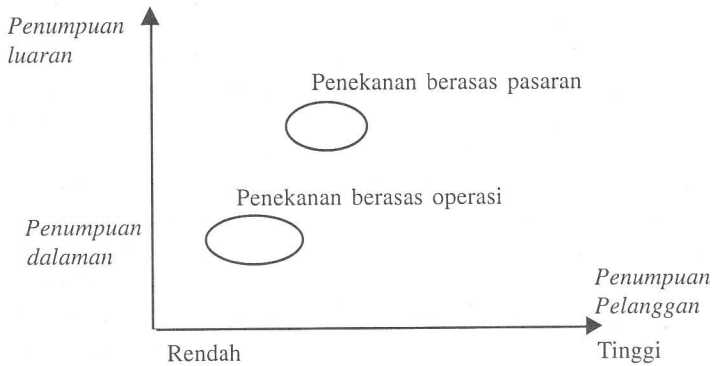 Penumpuan
luaran
Penekanan berasas pasaran
Penekanan berasas operasi
Penumpuan
dalaman
Penumpuan
Pelanggan
Rendah
Tinggi